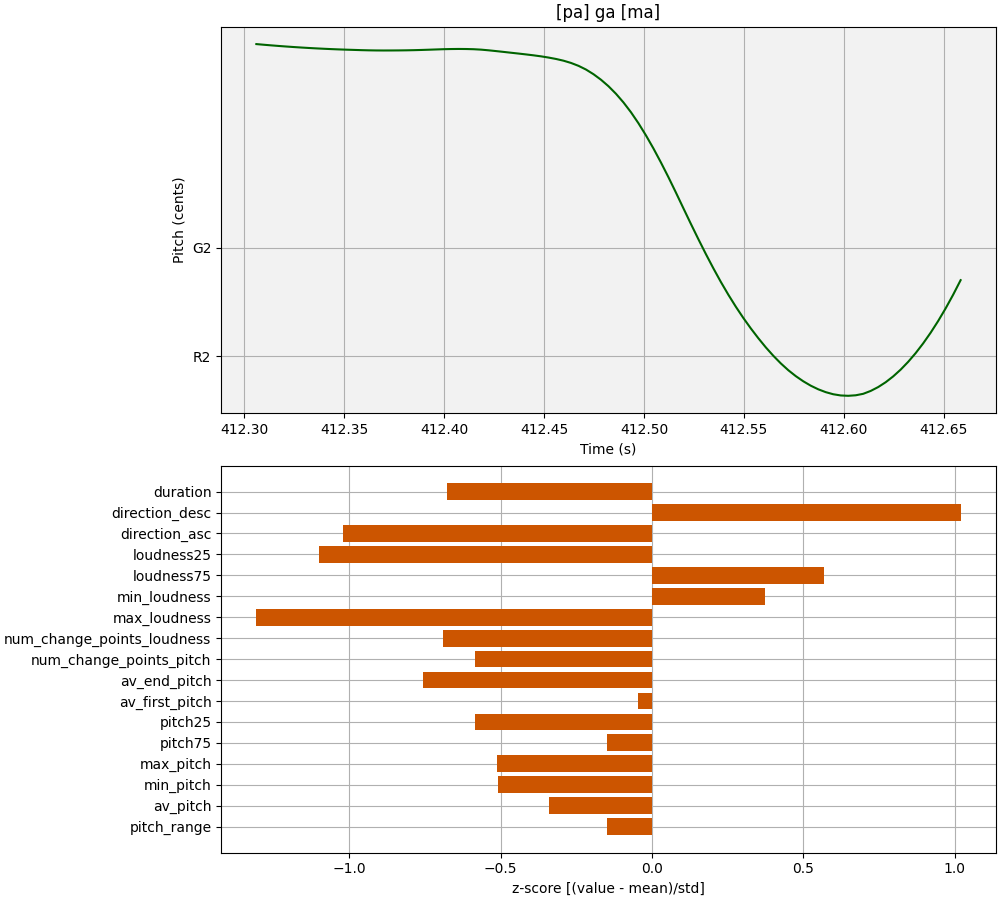 [pa] ga [ma]
Pitch (cents)
G2
R2
412.30 412.35 412.40 412.45 412.50 412.55 412.60 412.65
Time (s)
duration
direction_desc
direction_asc
loudness25
loudness75
min_loudness
max_loudness
num_change_points_loudness
num_change_points_pitch
av_end_pitch
av_first_pitch
pitch25
pitch75
max_pitch
min_pitch
av_pitch
pitch_range
−1.0 −0.5 0.0 0.5 1.0
z-score [(value - mean)/std]